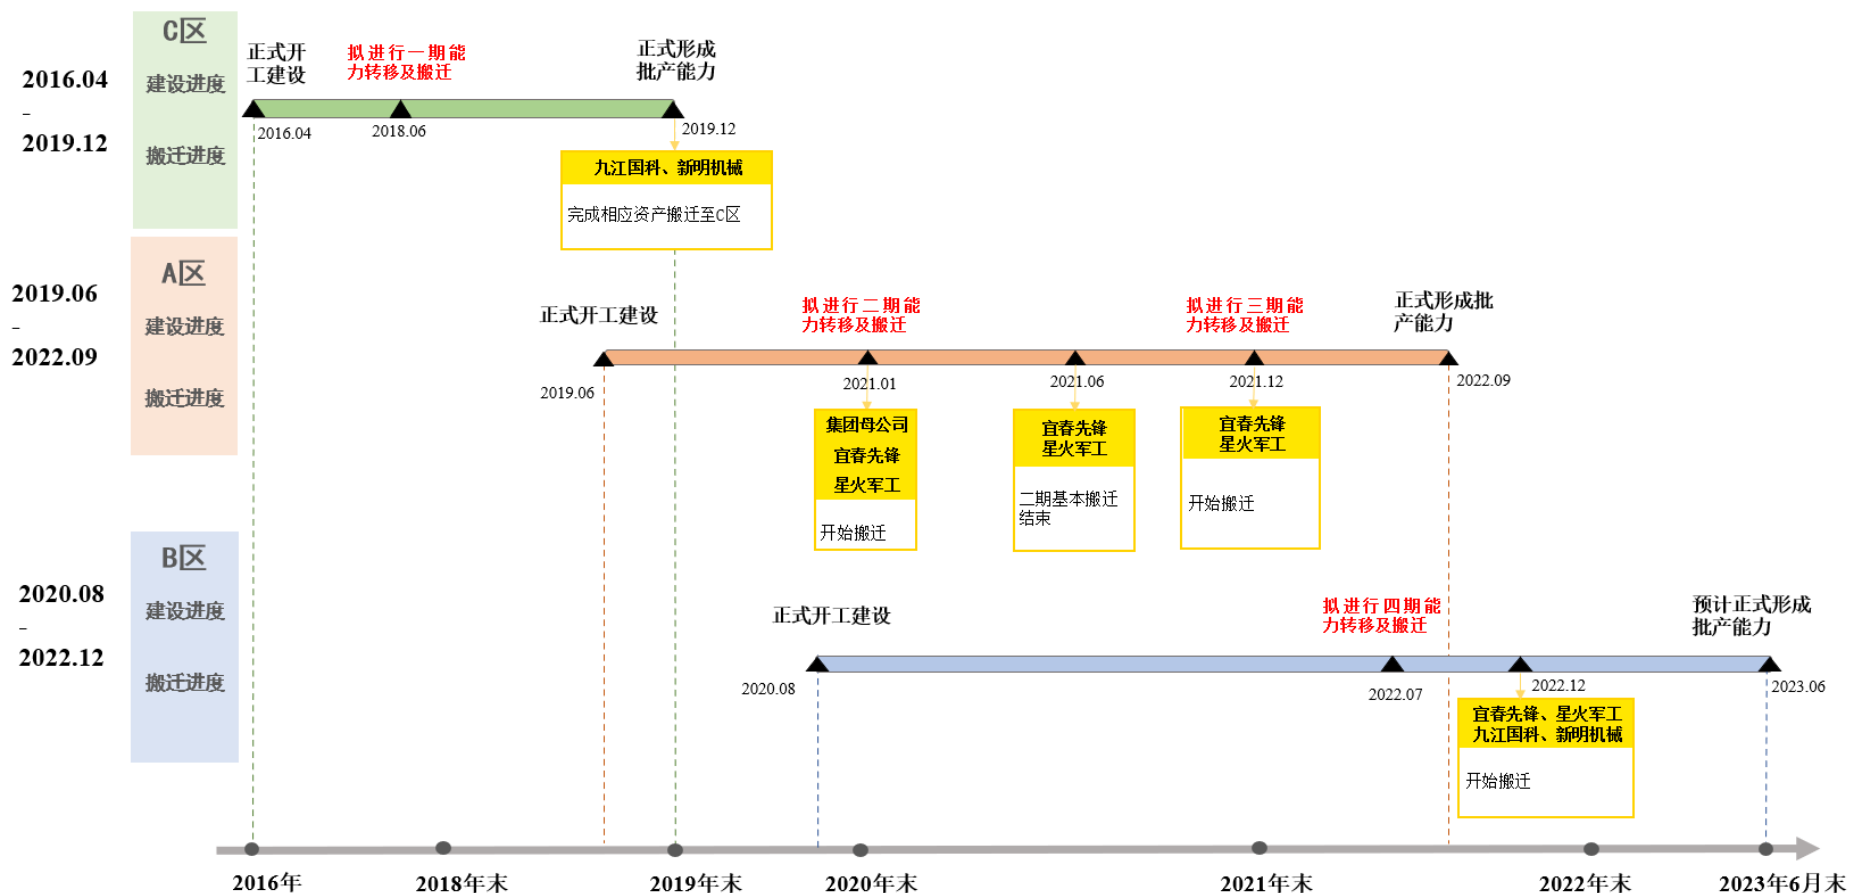 C区
建设进度
搬迁进度
2016.04
-
2019.12
正式开
工建设
拟进行一期能
力转移及搬迁
正式形成
批产能力
2016.04
2018.06
2019.12
九江国科、新明机械
完成相应资产搬迁至C区
A区
建设进度
搬迁进度
2019.06
-
2022.09
正式开工建设
拟进行二期能
力转移及搬迁
拟进行三期能
力转移及搬迁
正式形成批
产能力
2019.06
2021.01
2021.06
2021.12
2022.09
集团母公司
宜春先锋
星火军工
开始搬迁
宜春先锋
星火军工
二期基本搬迁
结束
宜春先锋
星火军工
开始搬迁
B区
建设进度
搬迁进度
2020.08
-
2022.12
正式开工建设
拟进行四期能
力转移及搬迁
预计正式形成
批产能力
2020.08
2022.07
2022.12
2023.06
宜春先锋、星火军工
九江国科、新明机械
开始搬迁
2016年
2018年末
2019年末
2020年末
2021年末
2022年末
2023年6月末